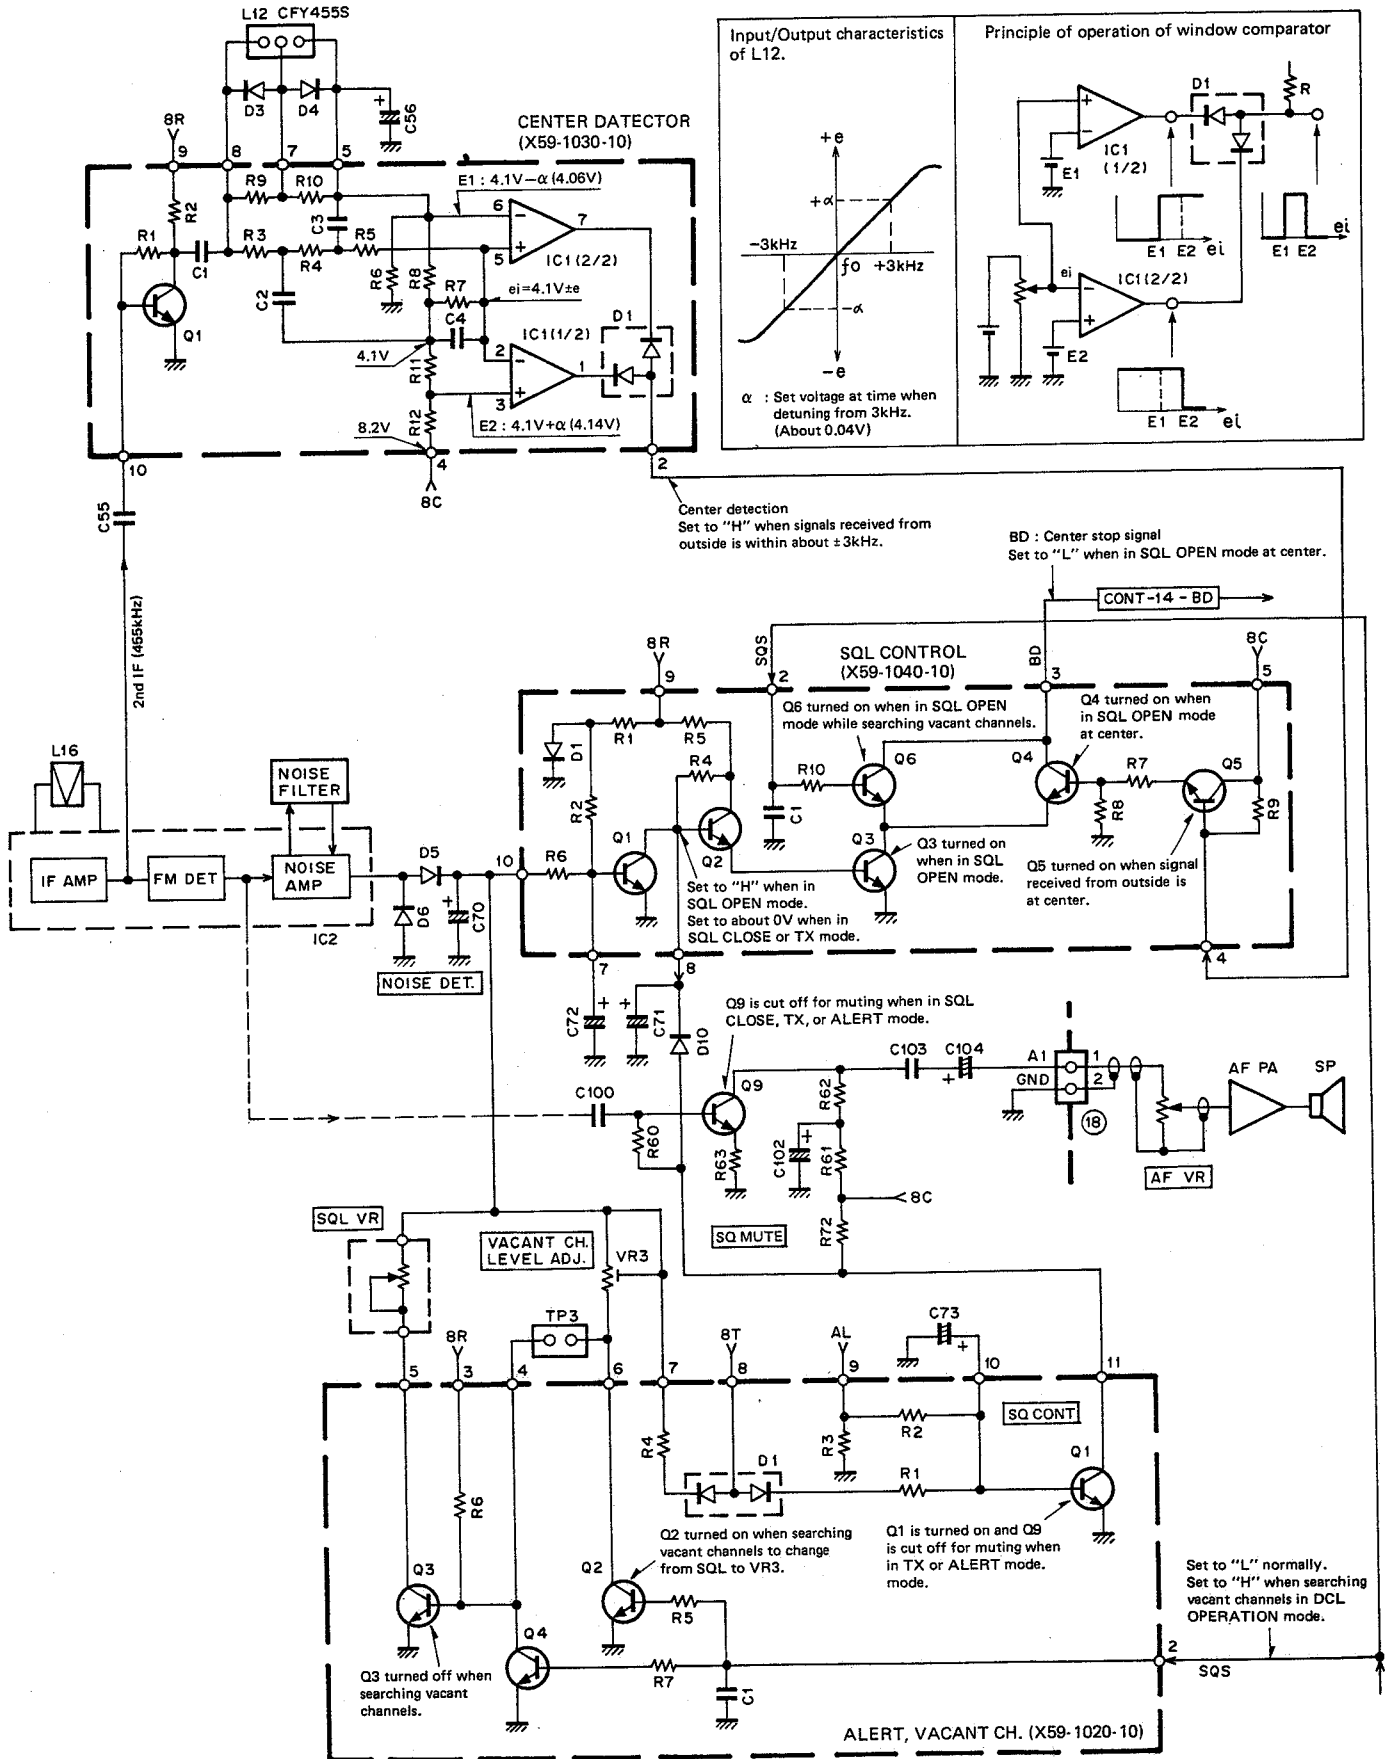 L12 CFY455S
D3
D4
C56
8R
9
8
7
5
CENTER DATECTOR
(X59-1030-10)
R9
R10
E1 : 4.1V–α (4.06V)
R2
C3
6
7
R1
C1
R3
R4
R5
5
IC1 (2/2)
R6
R8
R7
ei=4.1V±e
C2
C4
IC1(1/2)
D1
Q1
4.1V
R11
2
1
3
R12
8.2V
E2 : 4.1V+α (4.14V)
10
4
2
8C
Input/Output characteristics
of L12.
+e
+α
–3kHz
fo
+3kHz
–α
–e
α : Set voltage at time when
detuning from 3kHz.
(About 0.04V)
Principle of operation of window comparator
D1
R
IC1
(1/2)
E1
E1 E2 ei
E1 E2
ei
ei
IC1(2/2)
E2
E1 E2
ei
C55
Center detection
Set to "H" when signals received from
outside is within about ±3kHz.
BD : Center stop signal
Set to "L" when in SQL OPEN mode at center.
CONT-14-BD
2nd IF (455kHz)
8R
SQS
SQL CONTROL
(X59-1040-10)
BD
8C
9
2
3
5
Q6 turned on when in SQL OPEN
mode while searching vacant channels.
Q4 turned on when
in SQL OPEN mode
at center.
D1
R1
R5
R4
R10
Q6
Q4
R7
Q5
R2
C1
R8
R9
Q1
Q2
Q3
Q3 turned on
when in SQL
OPEN mode.
Q5 turned on when signal
received from outside is
at center.
L16
NOISE
FILTER
IF AMP
FM DET
NOISE
AMP
D5
10
R6
D6
C70
IC2
NOISE DET.
Set to "H" when in
SQL OPEN mode.
Set to about 0V when in
SQL CLOSE or TX mode.
7
8
4
C72
C71
D10
Q9 is cut off for muting when in SQL
CLOSE, TX, or ALERT mode.
C103
C104
A1
1
GND
2
AF PA
SP
C100
Q9
R62
18
R60
R63
C102
R61
AF VR
8C
SQL VR
VACANT CH.
LEVEL ADJ.
VR3
SQ MUTE
R72
TP3
8R
8T
AL
C73
5
3
4
6
7
8
9
10
11
SQ CONT
R4
R3
R2
D1
R1
Q1
R6
Q2 turned on when searching
vacant channels to change
from SQL to VR3.
Q1 is turned on and Q9
is cut off for muting when
in TX or ALERT mode.
mode.
Set to "L" normally.
Set to "H" when searching
vacant channels in DCL
OPERATION mode.
Q3
Q2
R5
Q4
2
SQS
Q3 turned off when
searching vacant
channels.
R7
C1
ALERT, VACANT CH. (X59-1020-10)